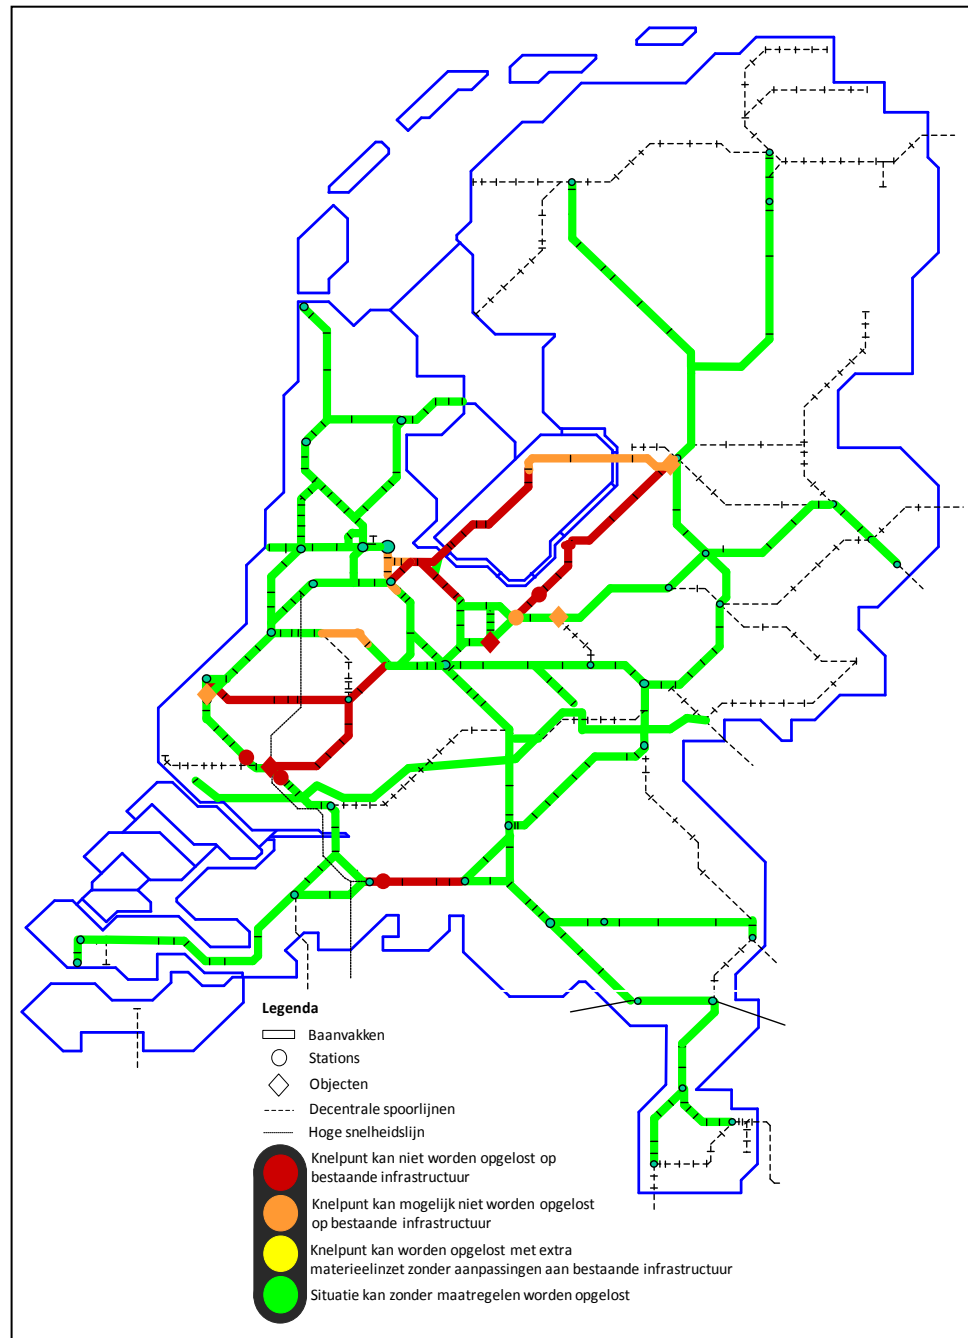 Legenda
Baanvakken
Stations
Objecten
Decentrale spoorlijnen
Hoge snelheidslijn
Knelpunt kan niet worden opgelost op
bestaande infrastructuur
Knelpunt kan mogelijk niet worden opgelost
op bestaande infrastructuur
Knelpunt kan worden opgelost met extra
materieelinzet zonder aanpassingen aan bestaande infrastructuur
Situatie kan zonder maatregelen worden opgelost